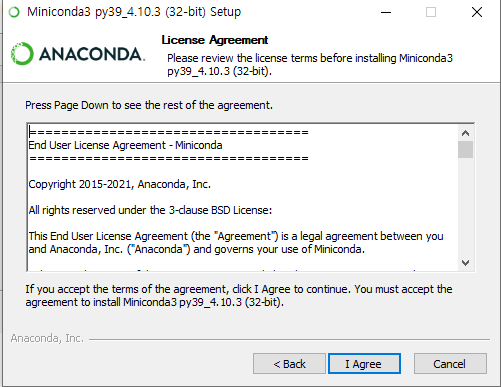 Miniconda3 py39_4.10.3 (32-bit) Setup
ANACONDA.
License Agreement
Please review the license terms before installing Miniconda3
py39_4.10.3 (32-bit).
Press Page Down to see the rest of the agreement.
===================================
End User License Agreement - Miniconda
===================================
Copyright 2015-2021, Anaconda, Inc.
All rights reserved under the 3-clause BSD License:
This End User License Agreement (the "Agreement") is a legal agreement between you
and Anaconda, Inc. ("Anaconda") and governs your use of Miniconda.
If you accept the terms of the agreement, click I Agree to continue. You must accept the
agreement to install Miniconda3 py39_4.10.3 (32-bit).
Anaconda, Inc.
< Back
I Agree
Cancel